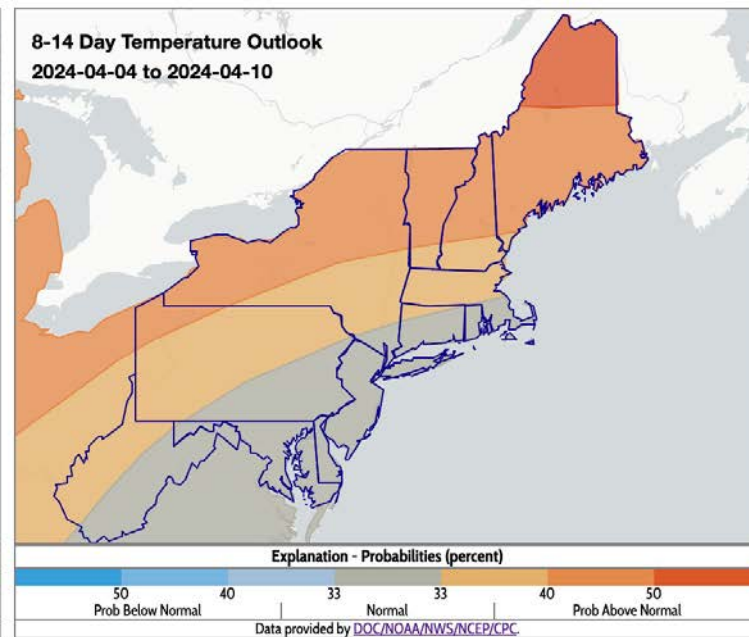 8-14 Day Temperature Outlook
2024-04-04 to 2024-04-10
Explanation - Probabilities (percent)
50 40 33 33 40 50
Prob Below Normal | Normal | Prob Above Normal
Data provided by DOC/NOAA/NWS/NCEP/CPC.